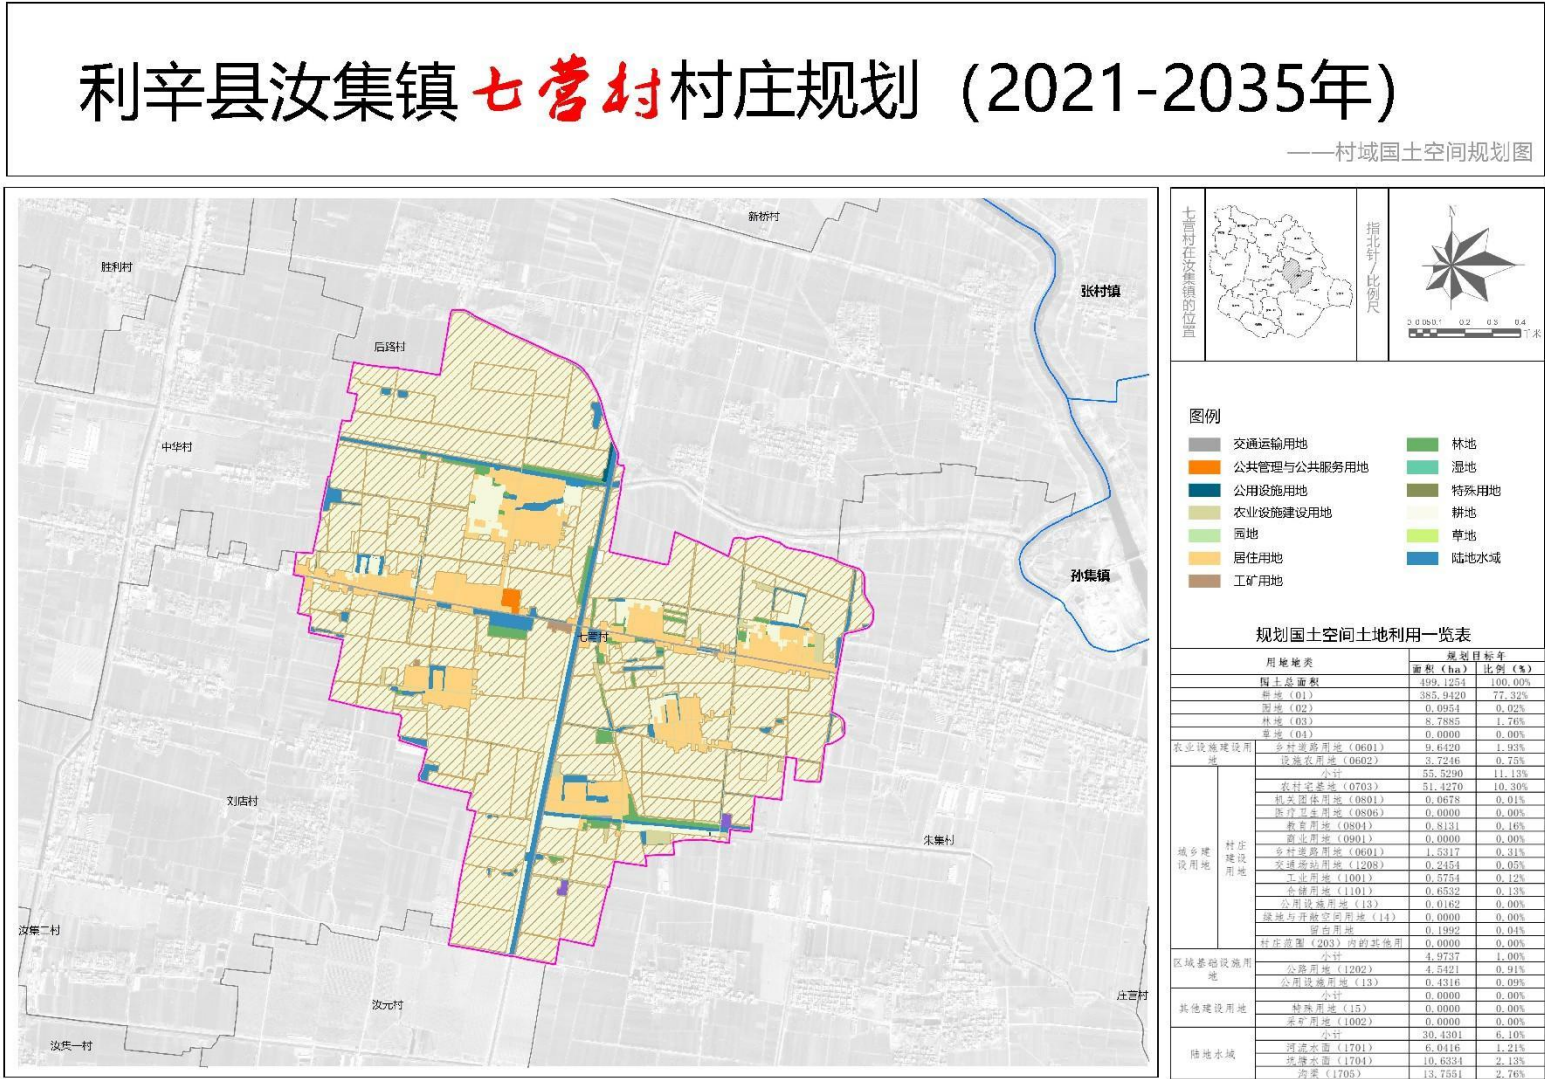 利辛县汝集镇七营村村庄规划（2021-2035年）
——村域国土空间规划图
新桥村
胜利村
张村镇
后路村
中华村
孙集镇
七营村
刘店村
朱集村
汝集二村
汝元村
庄营村
汝集一村
七营村在汝集镇的位置
指北针/比例尺
N
0 0.050.1 0.2 0.3 0.4
千米
图例
交通运输用地
公共管理与公共服务用地
公用设施用地
农业设施建设用地
园地
居住用地
工矿用地
林地
湿地
特殊用地
耕地
草地
陆地水域
规划国土空间土地利用一览表
用地地类 规划目标年
面积（ha） 比例（%）
国土总面积 499.1254 100.00%
耕地（01） 385.9420 77.32%
园地（02） 0.0954 0.02%
林地（03） 8.7885 1.76%
草地（04） 0.0000 0.00%
农业设施建设用地 乡村道路用地（0601） 9.6420 1.93%
设施农用地（0602） 3.7246 0.75%
城乡建设用地 村庄建设用地 小计 55.5290 11.13%
农村宅基地（0703） 51.4270 10.30%
机关团体用地（0801） 0.0678 0.01%
医疗卫生用地（0806） 0.0000 0.00%
教育用地（0804） 0.8131 0.16%
商业用地（0901） 0.0000 0.00%
乡村道路用地（0601） 1.5317 0.31%
交通场站用地（1208） 0.2454 0.05%
工业用地（1001） 0.5754 0.12%
仓储用地（1101） 0.6532 0.13%
公用设施用地（13） 0.0162 0.00%
绿地与开敞空间用地（14） 0.0000 0.00%
留白用地 0.1992 0.04%
村庄范围（203）内的其他用 0.0000 0.00%
区域基础设施用地 小计 4.9737 1.00%
公路用地（1202） 4.5421 0.91%
公用设施用地（13） 0.4316 0.09%
其他建设用地 小计 0.0000 0.00%
特殊用地（15） 0.0000 0.00%
采矿用地（1002） 0.0000 0.00%
陆地水域 小计 30.4301 6.10%
河流水面（1701） 6.0416 1.21%
坑塘水面（1704） 10.6334 2.13%
沟渠（1705） 13.7551 2.76%